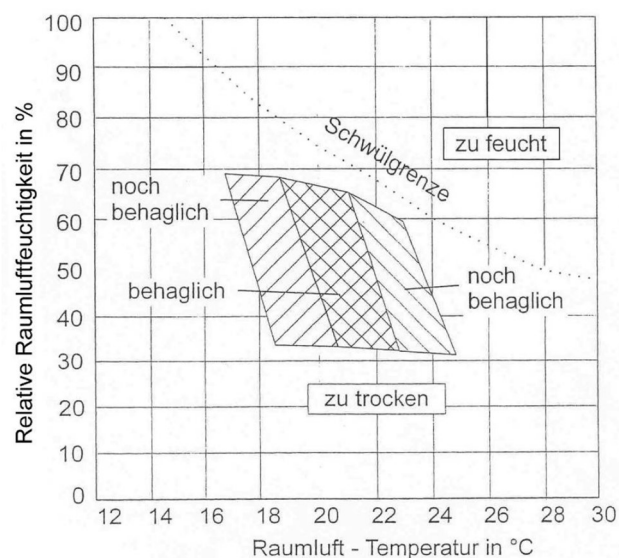 Relative Raumluftfeuchtigkeit in %
100
90
80
70
60
50
40
30
20
10
0
Schwülgrenze
zu feucht
noch
behaglich
behaglich
noch
behaglich
zu trocken
12 14 16 18 20 22 24 26 28 30
Raumluft - Temperatur in °C